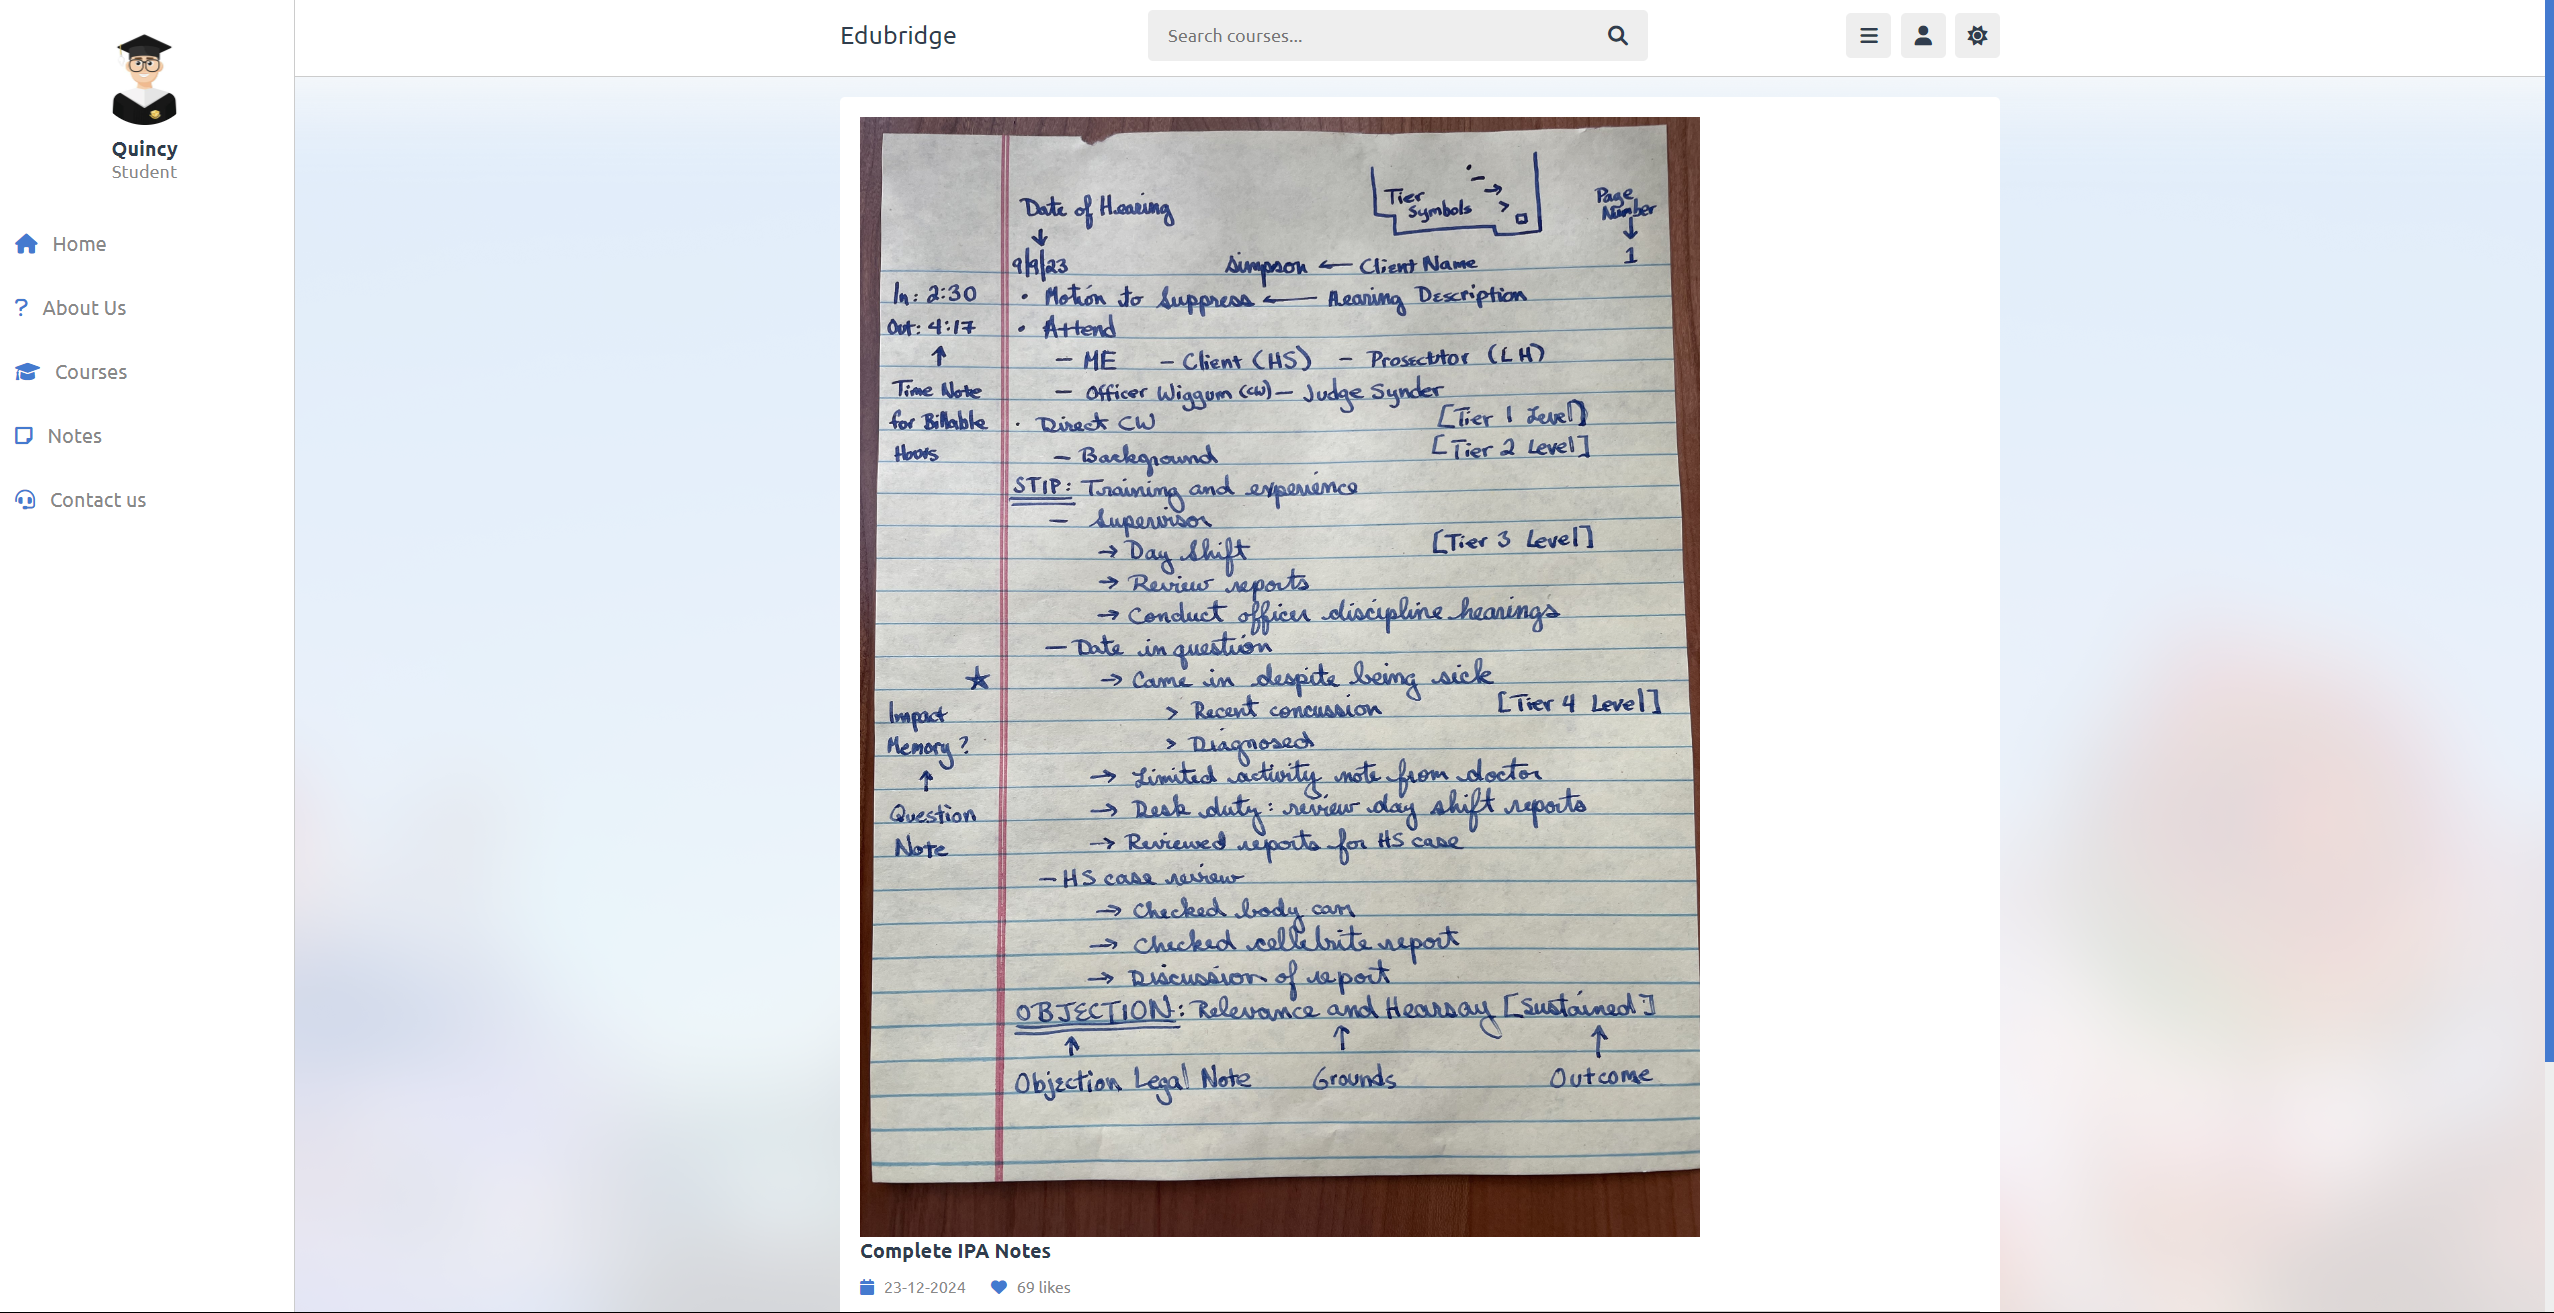 Edubridge
Search courses...
Quincy
Student
Home
About Us
Courses
Notes
Contact us
Date of Hearing
Tier
Symbols
Page
Number
9/9/23
Simpson ← Client Name
1
In: 2:30
• Motion to Suppress ← Hearing Description
Out: 4:17
• Attend
- ME - Client (HS) - Prosecutor (LH)
Time Note
- Officer Wiggum (CW) - Judge Synder
for Billable
• Direct CW [Tier 1 Level]
Hours
- Background [Tier 2 Level]
STIP: Training and experience
- Supervisor
→ Day Shift [Tier 3 Level]
→ Review reports
→ Conduct officer discipline hearings
- Date in question
★ → Came in despite being sick
Impact
> Recent concussion [Tier 4 Level]
Memory?
> Diagnosed
→ Limited activity note from doctor
Question
→ Desk duty: review day shift reports
Note
→ Reviewed reports for HS case
- HS case review
→ Checked body cam
→ Checked cellebrite report
→ Discussion of report
OBJECTION: Relevance and Hearsay [Sustained]
Objection Legal Note Grounds Outcome
Complete IPA Notes
23-12-2024 69 likes